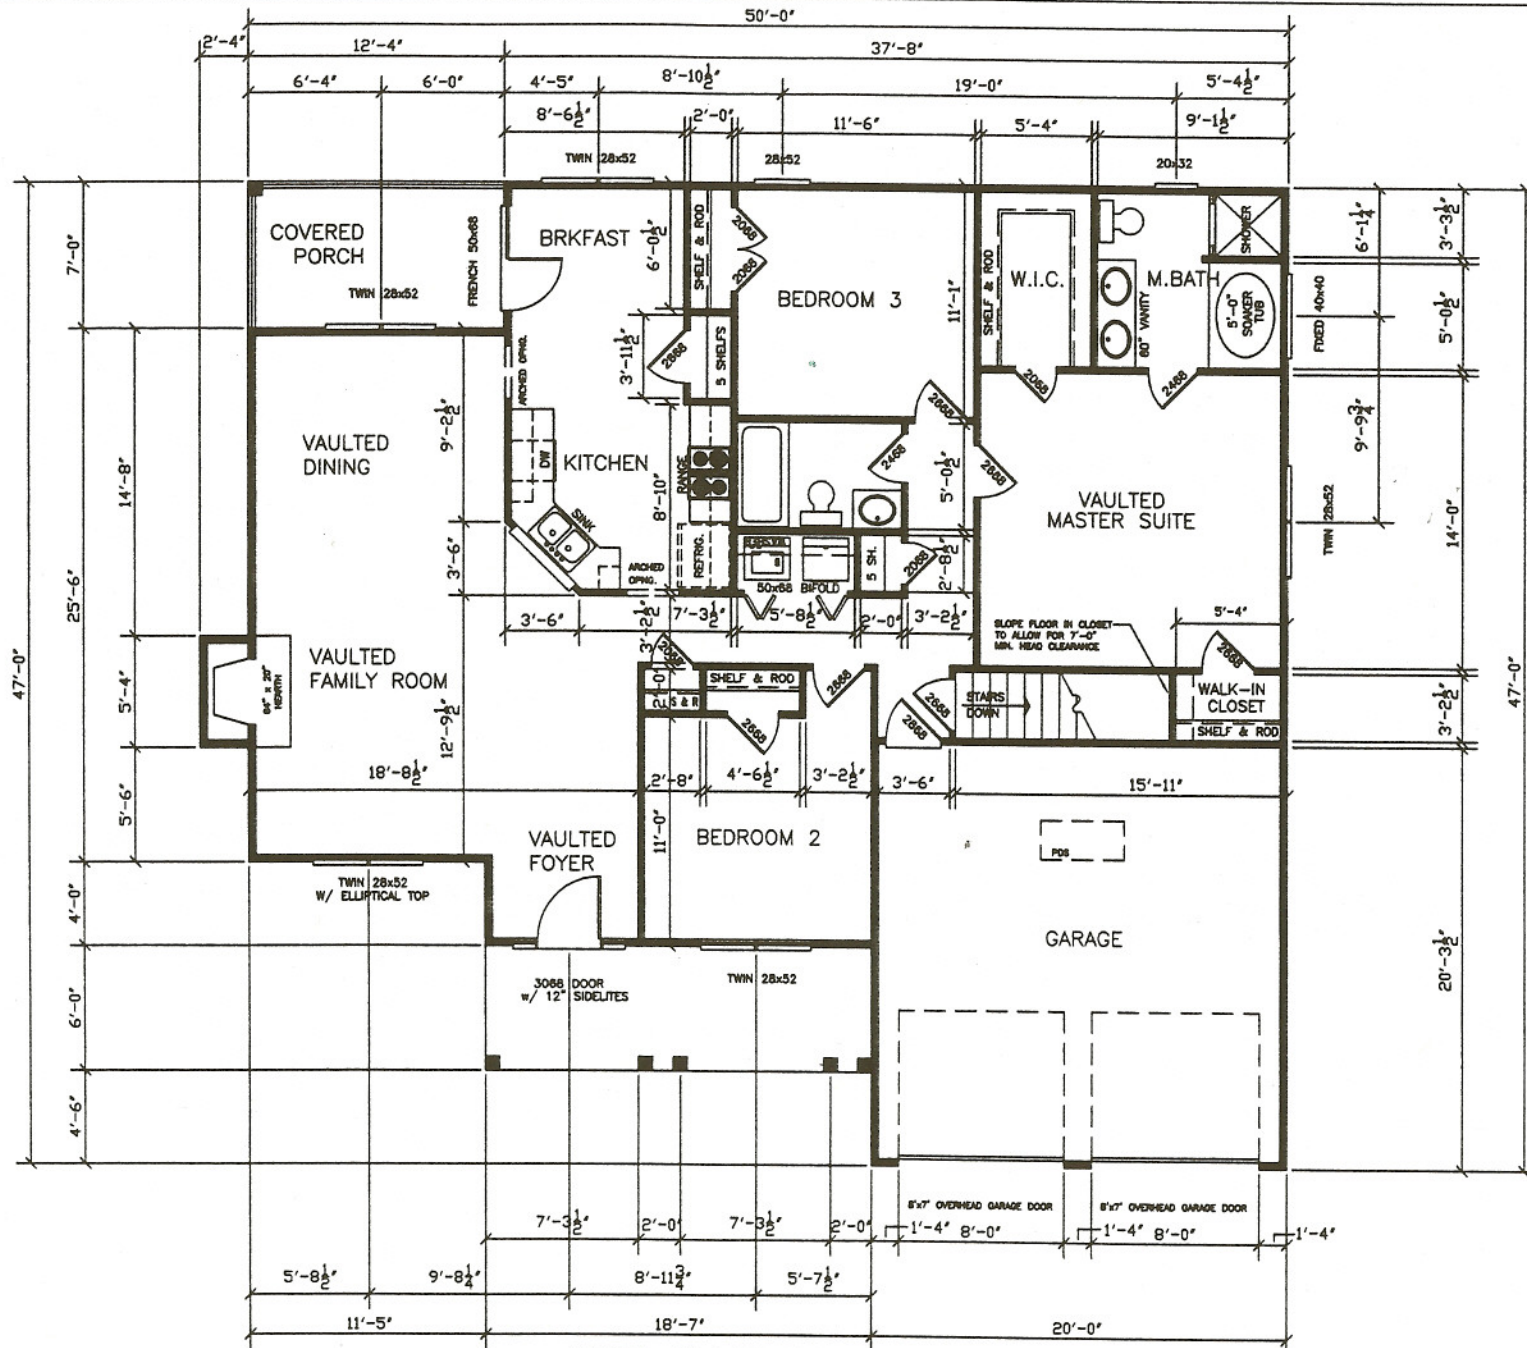 50'-0"
2'-4"
12'-4"
37'-8"
6'-4"
6'-0"
4'-5"
8'-10½"
19'-0"
5'-4½"
8'-6½"
2'-0"
11'-6"
5'-4"
9'-1½"
TWIN 28x52
28x52
20x32
COVERED
PORCH
TWIN 28x52
FRENCH 50x68
BRKFAST
6'-0½"
SHELF & ROD
2068
2068
BEDROOM 3
11'-1"
SHELF & ROD
W.I.C.
M.BATH
SHOWER
60" VANITY
5'-0"
SOAKER
TUB
FIXED 40x40
6'-1¼"
3'-3½"
5'-0½"
7'-0"
ARCHED OPNG.
3'-11½"
2668
5 SHELFS
2068
2468
2668
VAULTED
DINING
9'-2½"
14'-8"
DW
KITCHEN
RANGE
8'-10"
SINK
REFRIG.
ARCHED
OPNG.
2468
5'-0½"
2668
VAULTED
MASTER SUITE
9'-9¾"
TWIN 28x52
14'-0"
3'-6"
25'-6"
47'-0"
47'-0"
50x68 BIFOLD
5 SH.
2068
2'-8½"
3'-6"
3'-2½"
7'-3½"
5'-8½"
2'-0"
3'-2½"
SLOPE FLOOR IN CLOSET
TO ALLOW FOR 7'-0"
MIN. HEAD CLEARANCE
5'-4"
2668
VAULTED
FAMILY ROOM
64" x 20"
HEARTH
5'-4"
12'-9½"
2068
2'-0"
S & R
SHELF & ROD
2668
2668
2668
2668
STAIRS
DOWN
WALK-IN
CLOSET
SHELF & ROD
3'-2½"
18'-8½"
2'-8"
4'-6½"
3'-2½"
3'-6"
15'-11"
5'-6"
11'-0"
VAULTED
FOYER
BEDROOM 2
PDS
TWIN 28x52
W/ ELLIPTICAL TOP
4'-0"
GARAGE
20'-3½"
3068 DOOR
w/ 12" SIDELITES
TWIN 28x52
6'-0"
4'-6"
8'x7' OVERHEAD GARAGE DOOR
8'x7' OVERHEAD GARAGE DOOR
7'-3½"
2'-0"
7'-3½"
2'-0"
1'-4"
8'-0"
1'-4"
8'-0"
1'-4"
5'-8½"
9'-8¼"
8'-11¾"
5'-7½"
11'-5"
18'-7"
20'-0"